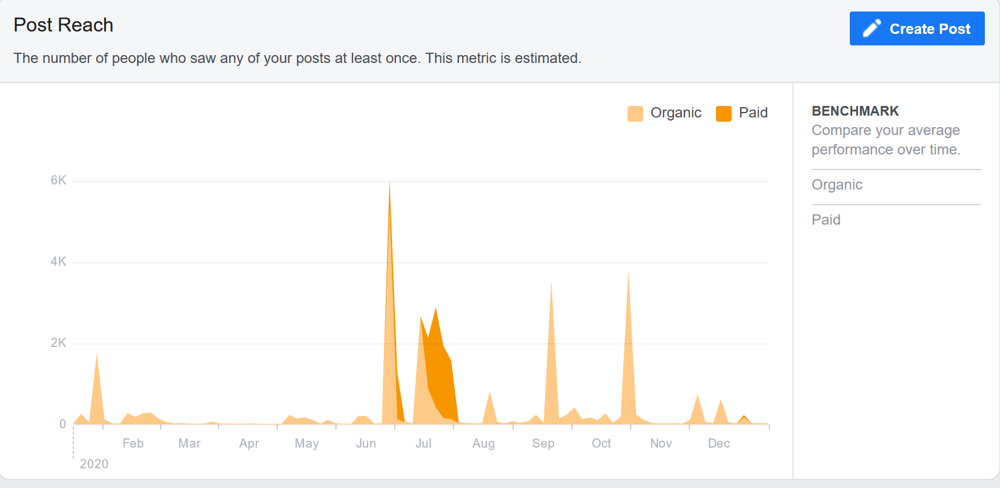 Post Reach
Create Post
The number of people who saw any of your posts at least once. This metric is estimated.
Organic Paid
BENCHMARK
Compare your average
performance over time.
Organic
Paid
6K
4K
2K
0
Feb Mar Apr May Jun Jul Aug Sep Oct Nov Dec
2020